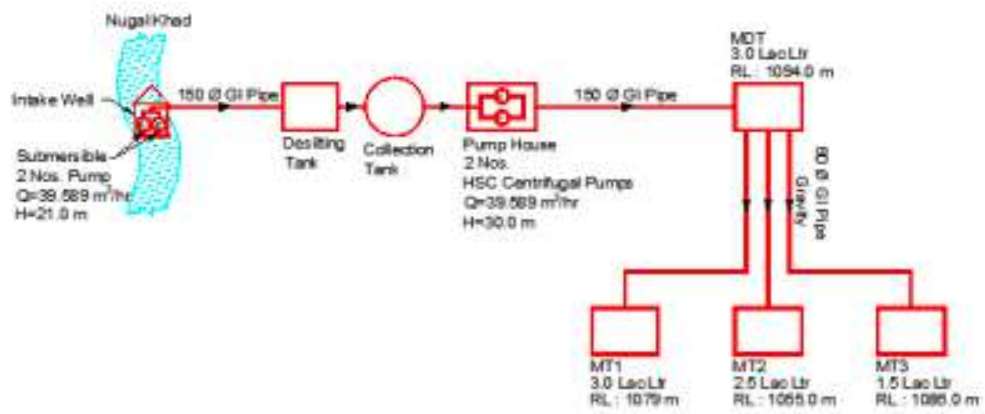 Nugal Khad
Intake Well
150 Ø GI Pipe
Submersible
2 Nos. Pump
Q=39.589 m³/hr
H=21.0 m
Desilting
Tank
Collection
Tank
Pump House
2 Nos.
HSC Centrifugal Pumps
Q=39.589 m³/hr
H=30.0 m
150 Ø GI Pipe
MDT
3.0 Lac Ltr
RL : 1094.0 m
80 Ø GI Pipe
Gravity
MT1
3.0 Lac Ltr
RL : 1079 m
MT2
2.5 Lac Ltr
RL : 1055.0 m
MT3
1.5 Lac Ltr
RL : 1086.0 m